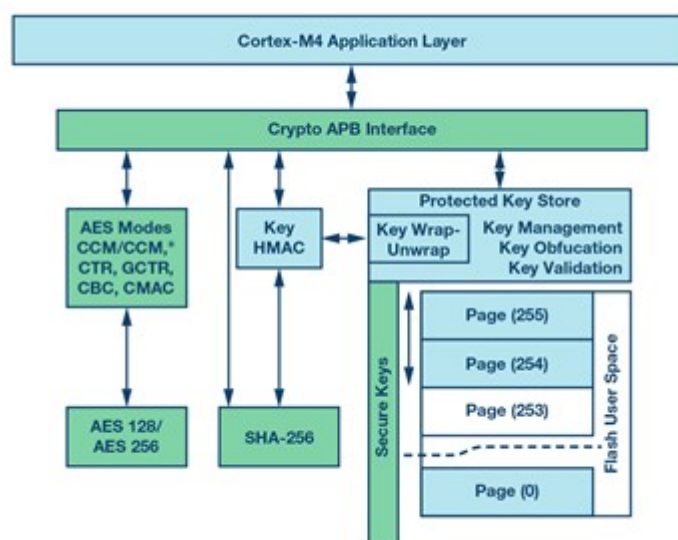 Cortex-M4 Application Layer
Crypto APB Interface
AES Modes
CCM/CCM,*
CTR, GCTR,
CBC, CMAC
Key
HMAC
Protected Key Store
Key Wrap-
Unwrap
Key Management
Key Obfucation
Key Validation
AES 128/
AES 256
SHA-256
Secure Keys
Page (255)
Page (254)
Page (253)
Page (0)
Flash User Space